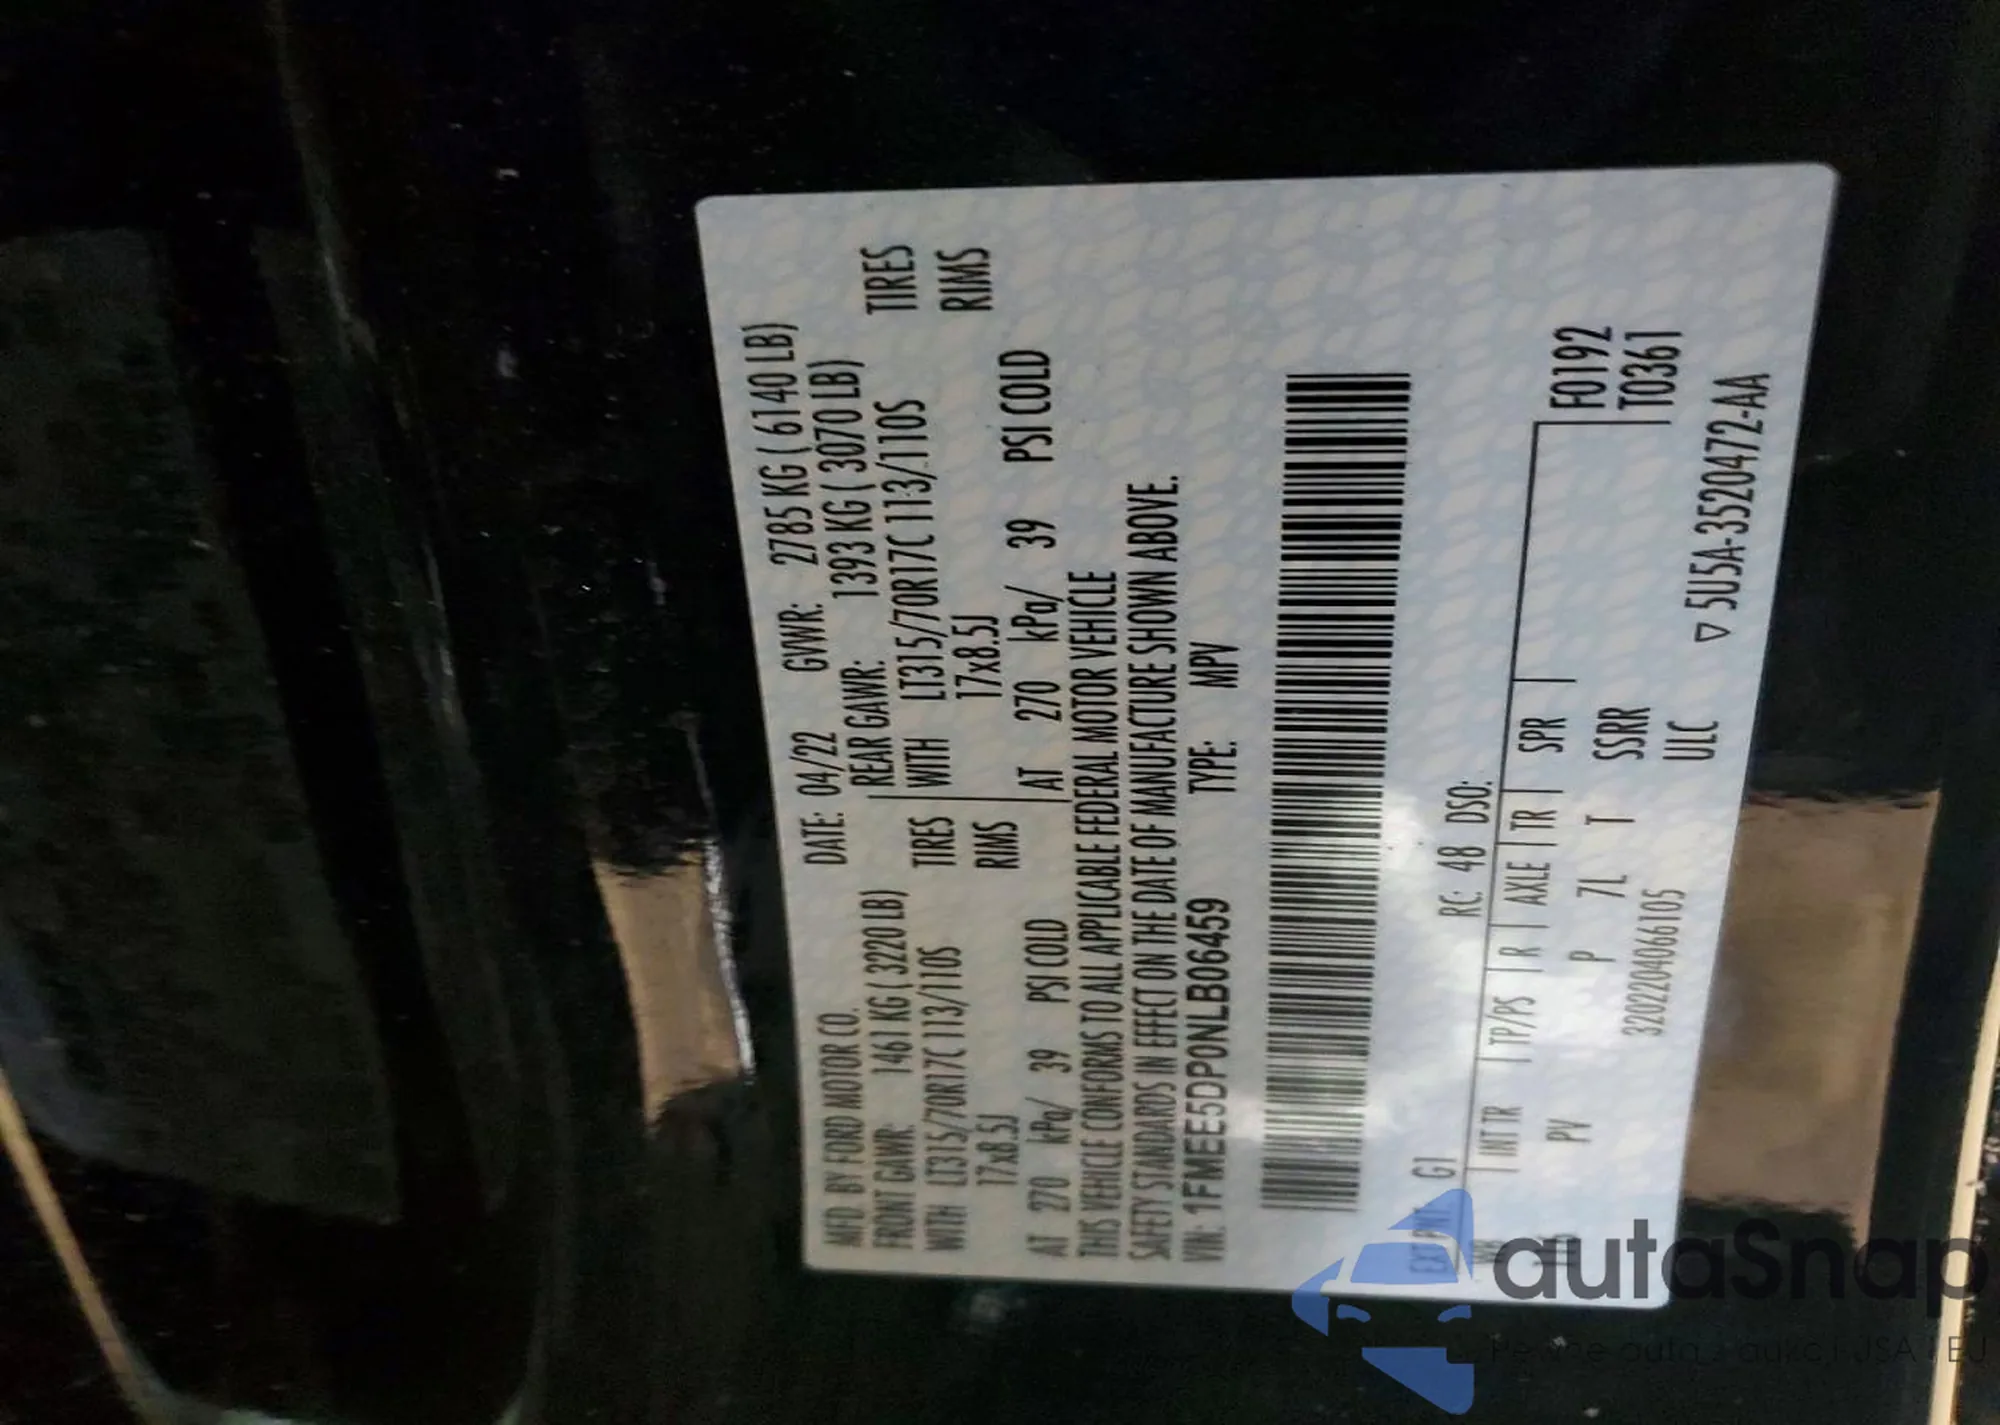 MFD. BY FORD MOTOR CO. DATE: 04/22 GVWR: 2785 KG ( 6140 LB)
FRONT GAWR: 1461 KG ( 3220 LB) REAR GAWR: 1393 KG ( 3070 LB)
WITH LT315/70R17C 113/110S TIRES WITH LT315/70R17C 113/110S TIRES
17x8.5J RIMS 17x8.5J RIMS
AT 270 kPa/ 39 PSI COLD AT 270 kPa/ 39 PSI COLD
THIS VEHICLE CONFORMS TO ALL APPLICABLE FEDERAL MOTOR VEHICLE
SAFETY STANDARDS IN EFFECT ON THE DATE OF MANUFACTURE SHOWN ABOVE.
VIN: 1FMEE5DP0NLB06459 TYPE: MPV
EXT PNT G1 RC: 48 DSO:
WB INT TR TP/PS R AXLE TR SPR F0192
PV P 7L T SSRR T0361
3202204066105 ULC ▽ 5U5A-3520472-AA
autaSnap